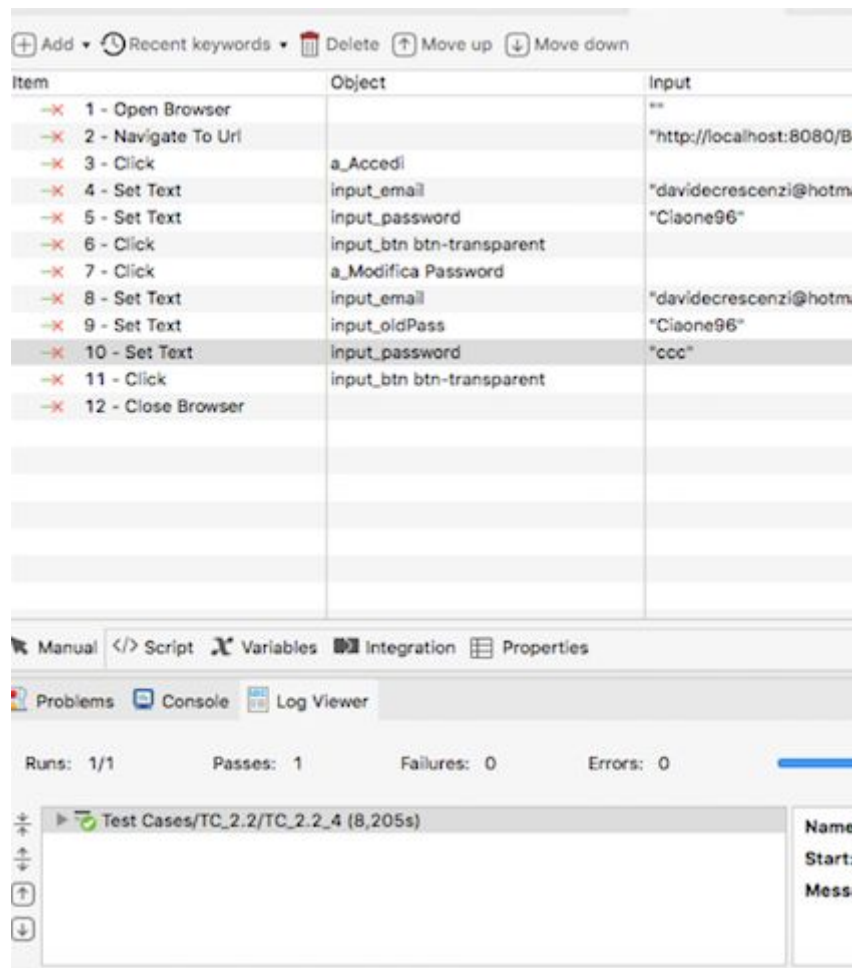 Add Recent keywords Delete Move up Move down
Item Object Input
1 - Open Browser ""
2 - Navigate To Url "http://localhost:8080/B
3 - Click a_Accedi
4 - Set Text input_email "davidecrescenzi@hotma
5 - Set Text input_password "Ciaone96"
6 - Click input_btn btn-transparent
7 - Click a_Modifica Password
8 - Set Text input_email "davidecrescenzi@hotma
9 - Set Text input_oldPass "Ciaone96"
10 - Set Text input_password "ccc"
11 - Click input_btn btn-transparent
12 - Close Browser
Manual </> Script Variables Integration Properties
Problems Console Log Viewer
Runs: 1/1 Passes: 1 Failures: 0 Errors: 0
Test Cases/TC_2.2/TC_2.2_4 (8,205s)
Name
Start:
Mess